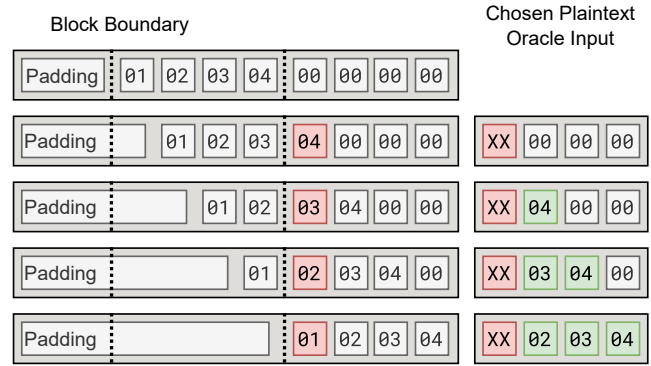 Block Boundary
Chosen Plaintext
Oracle Input
Padding 01 02 03 04 00 00 00 00
Padding 01 02 03 04 00 00 00 XX 00 00 00
Padding 01 02 03 04 00 00 XX 04 00 00
Padding 01 02 03 04 00 XX 03 04 00
Padding 01 02 03 04 XX 02 03 04